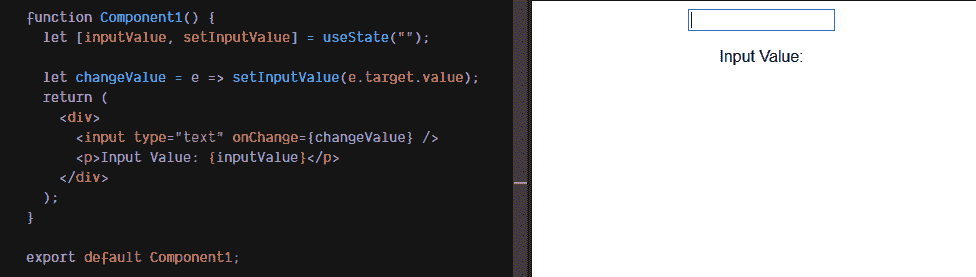 function Component1() {
let [inputValue, setInputValue] = useState("");
let changeValue = e => setInputValue(e.target.value);
return (
<div>
<input type="text" onChange={changeValue} />
<p>Input Value: {inputValue}</p>
</div>
);
}
export default Component1;
Input Value: